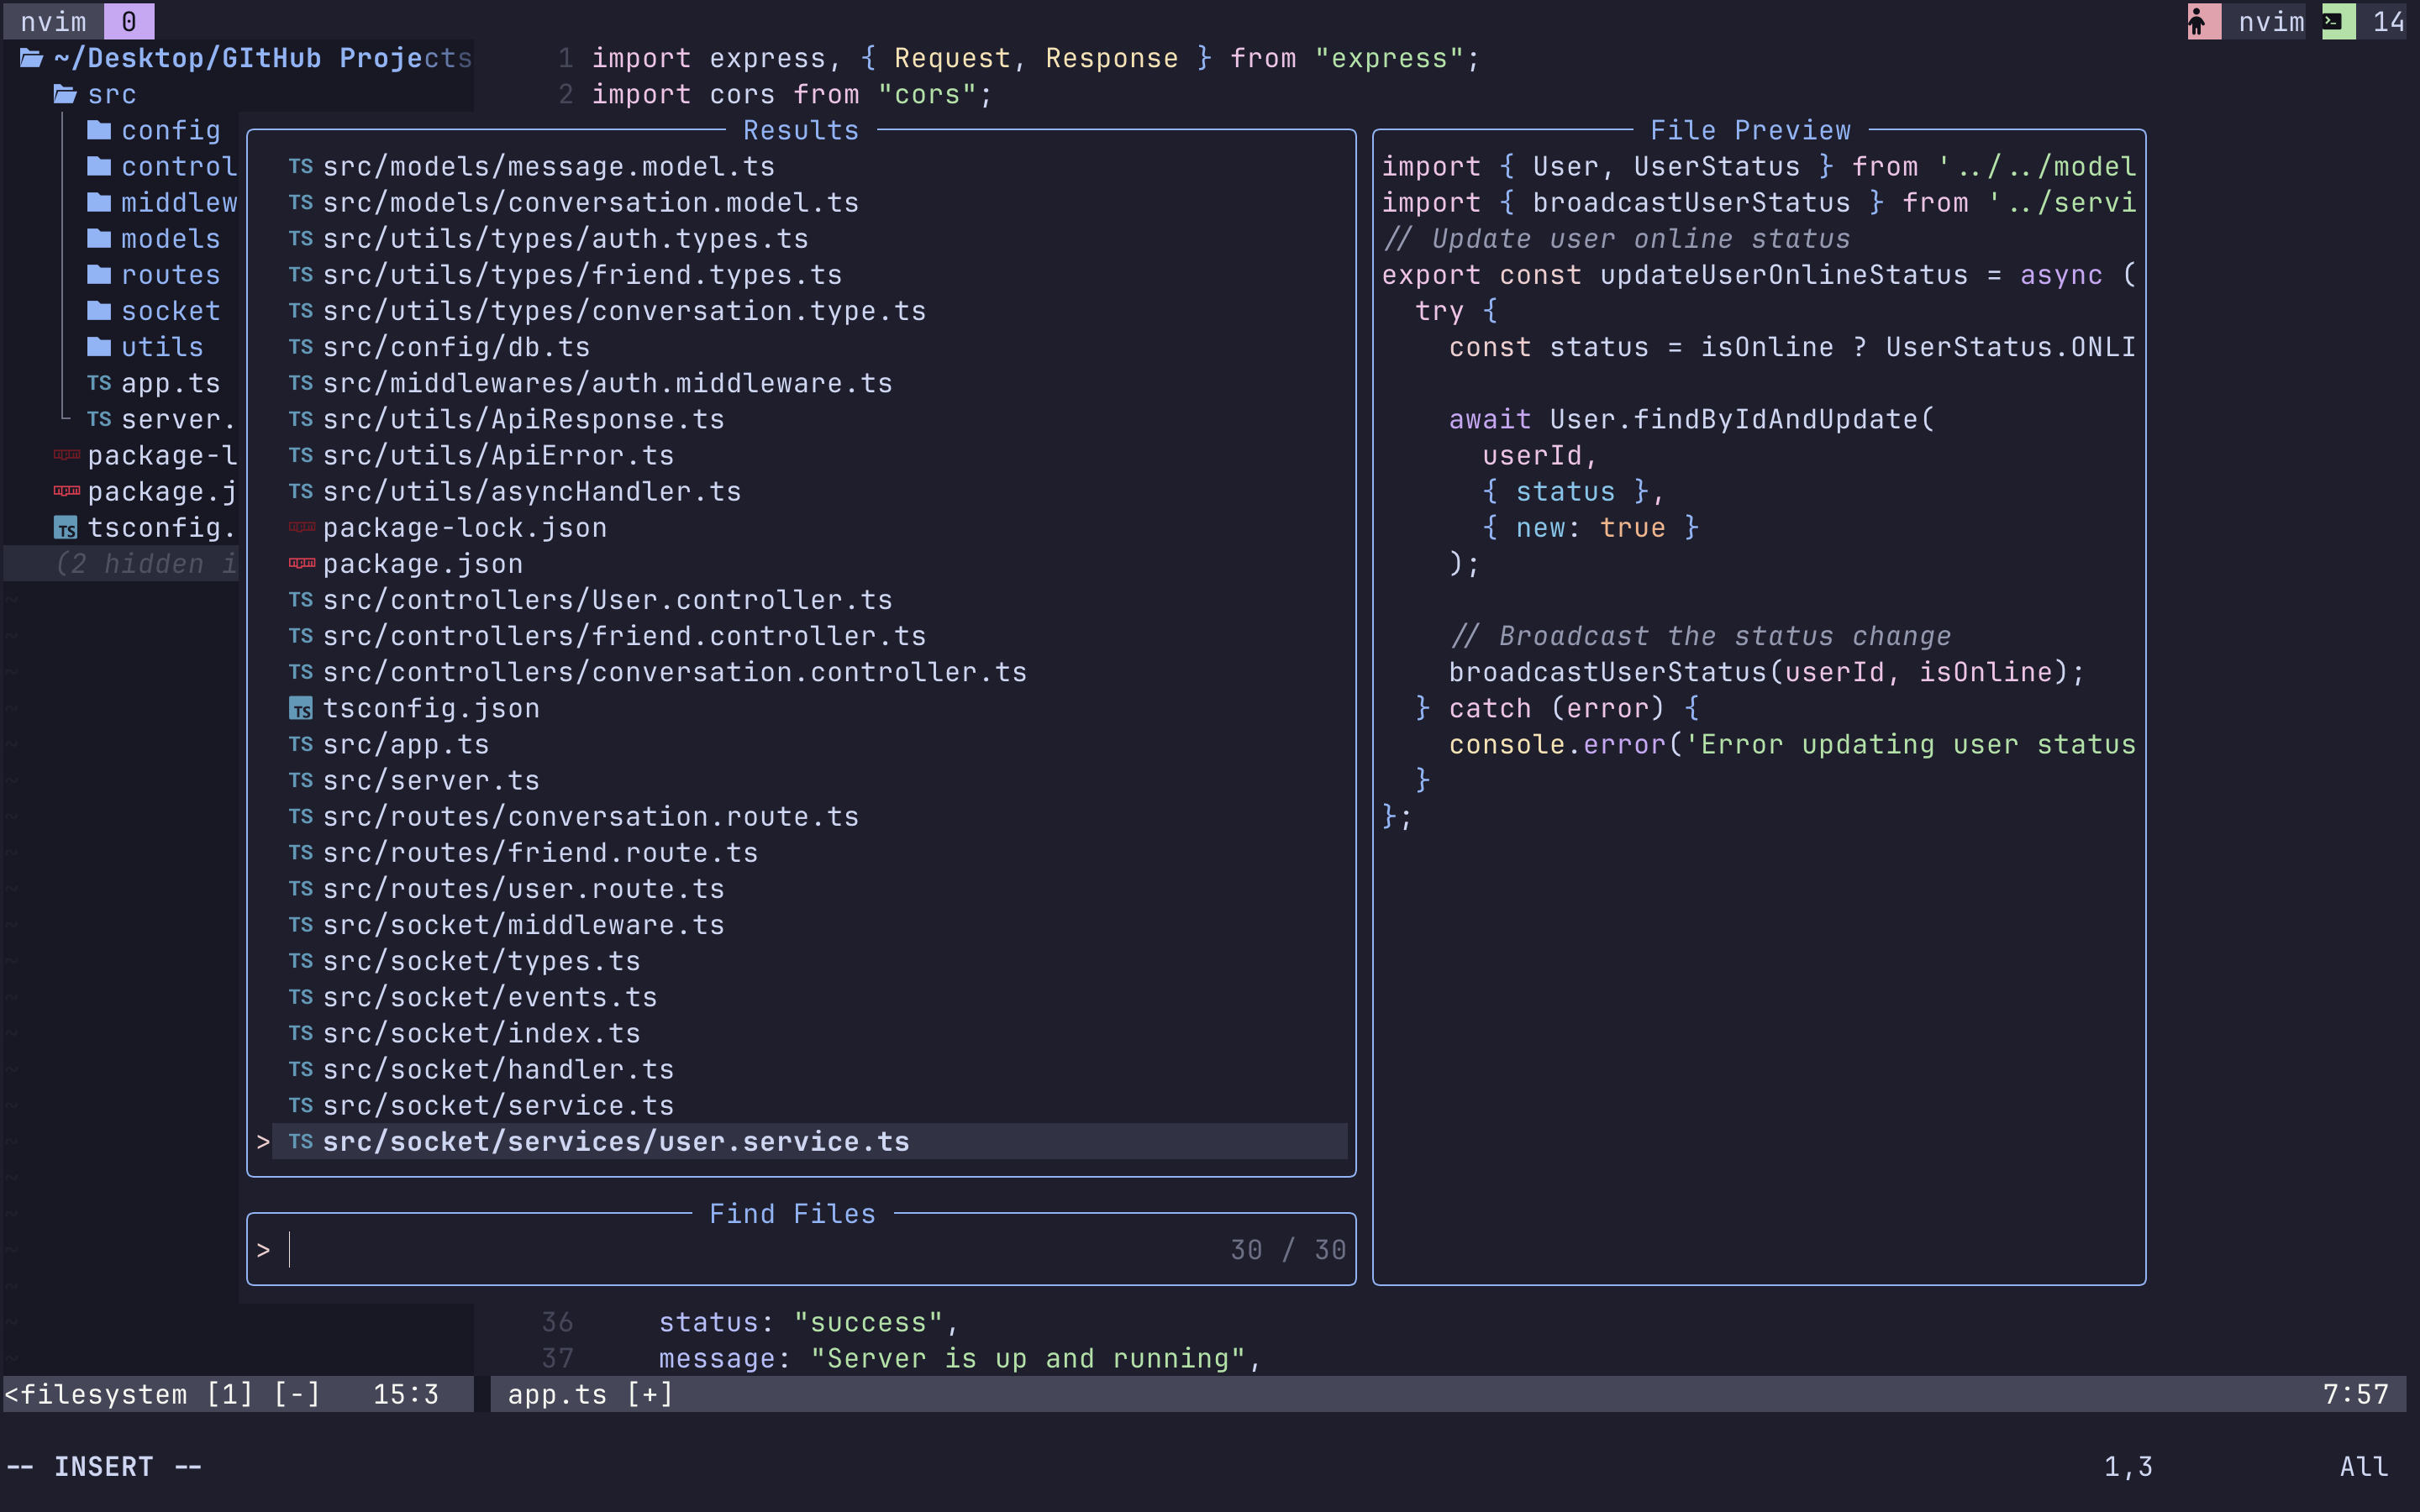 nvim 0
nvim 14
~/Desktop/GItHub Projects
src
config
control
middlew
models
routes
socket
utils
TS app.ts
TS server.
package-l
package.j
TS tsconfig.
(2 hidden i
1 import express, { Request, Response } from "express";
2 import cors from "cors";
Results
TS src/models/message.model.ts
TS src/models/conversation.model.ts
TS src/utils/types/auth.types.ts
TS src/utils/types/friend.types.ts
TS src/utils/types/conversation.type.ts
TS src/config/db.ts
TS src/middlewares/auth.middleware.ts
TS src/utils/ApiResponse.ts
TS src/utils/ApiError.ts
TS src/utils/asyncHandler.ts
package-lock.json
package.json
TS src/controllers/User.controller.ts
TS src/controllers/friend.controller.ts
TS src/controllers/conversation.controller.ts
TS tsconfig.json
TS src/app.ts
TS src/server.ts
TS src/routes/conversation.route.ts
TS src/routes/friend.route.ts
TS src/routes/user.route.ts
TS src/socket/middleware.ts
TS src/socket/types.ts
TS src/socket/events.ts
TS src/socket/index.ts
TS src/socket/handler.ts
TS src/socket/service.ts
> TS src/socket/services/user.service.ts
Find Files
> 30 / 30
File Preview
import { User, UserStatus } from '../../model
import { broadcastUserStatus } from '../servi
// Update user online status
export const updateUserOnlineStatus = async (
try {
const status = isOnline ? UserStatus.ONLI
await User.findByIdAndUpdate(
userId,
{ status },
{ new: true }
);
// Broadcast the status change
broadcastUserStatus(userId, isOnline);
} catch (error) {
console.error('Error updating user status
}
};
36 status: "success",
37 message: "Server is up and running",
<filesystem [1] [-] 15:3
app.ts [+] 7:57
-- INSERT -- 1,3 All